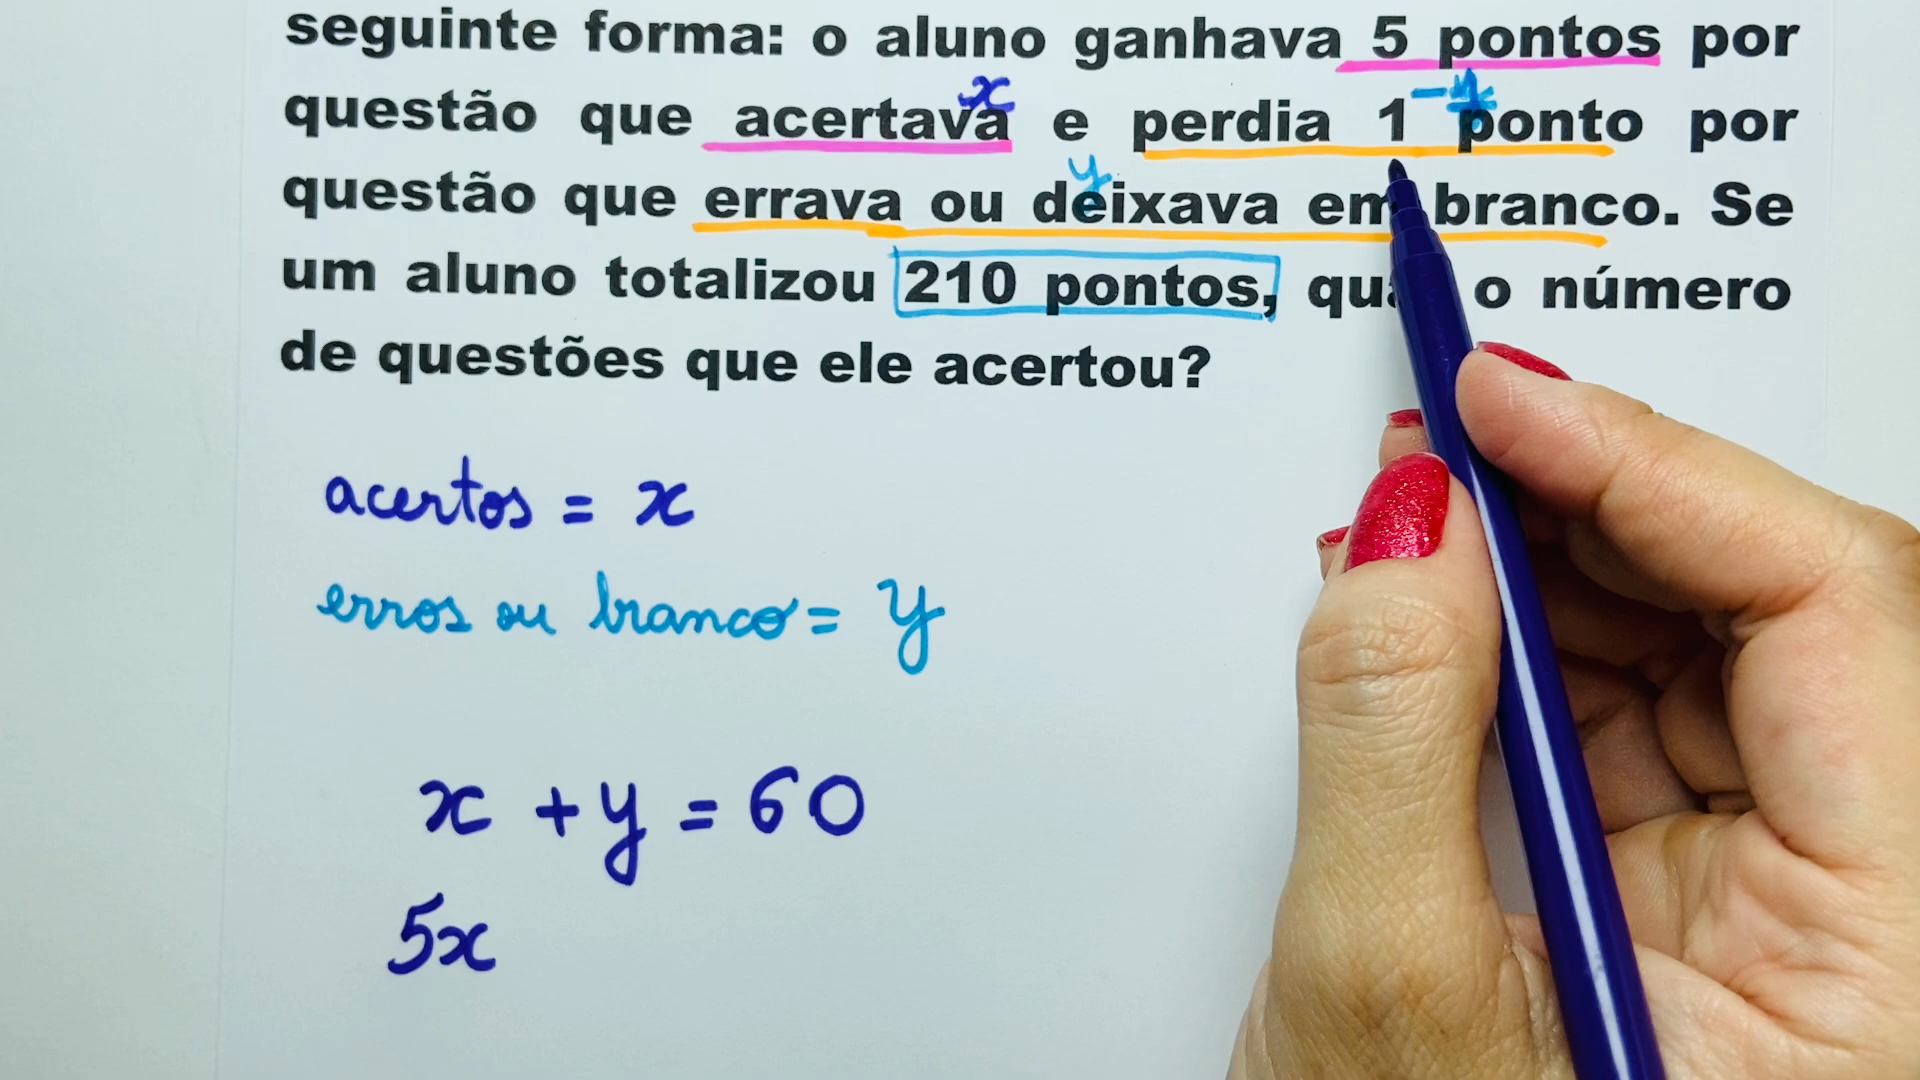 seguinte forma: o aluno ganhava 5 pontos por
x -y
questão que acertava e perdia 1 ponto por
y
questão que errava ou deixava em branco. Se
um aluno totalizou 210 pontos, o número
de questões que ele acertou?
acertos = x
erros ou branco = y
x + y = 60
5x